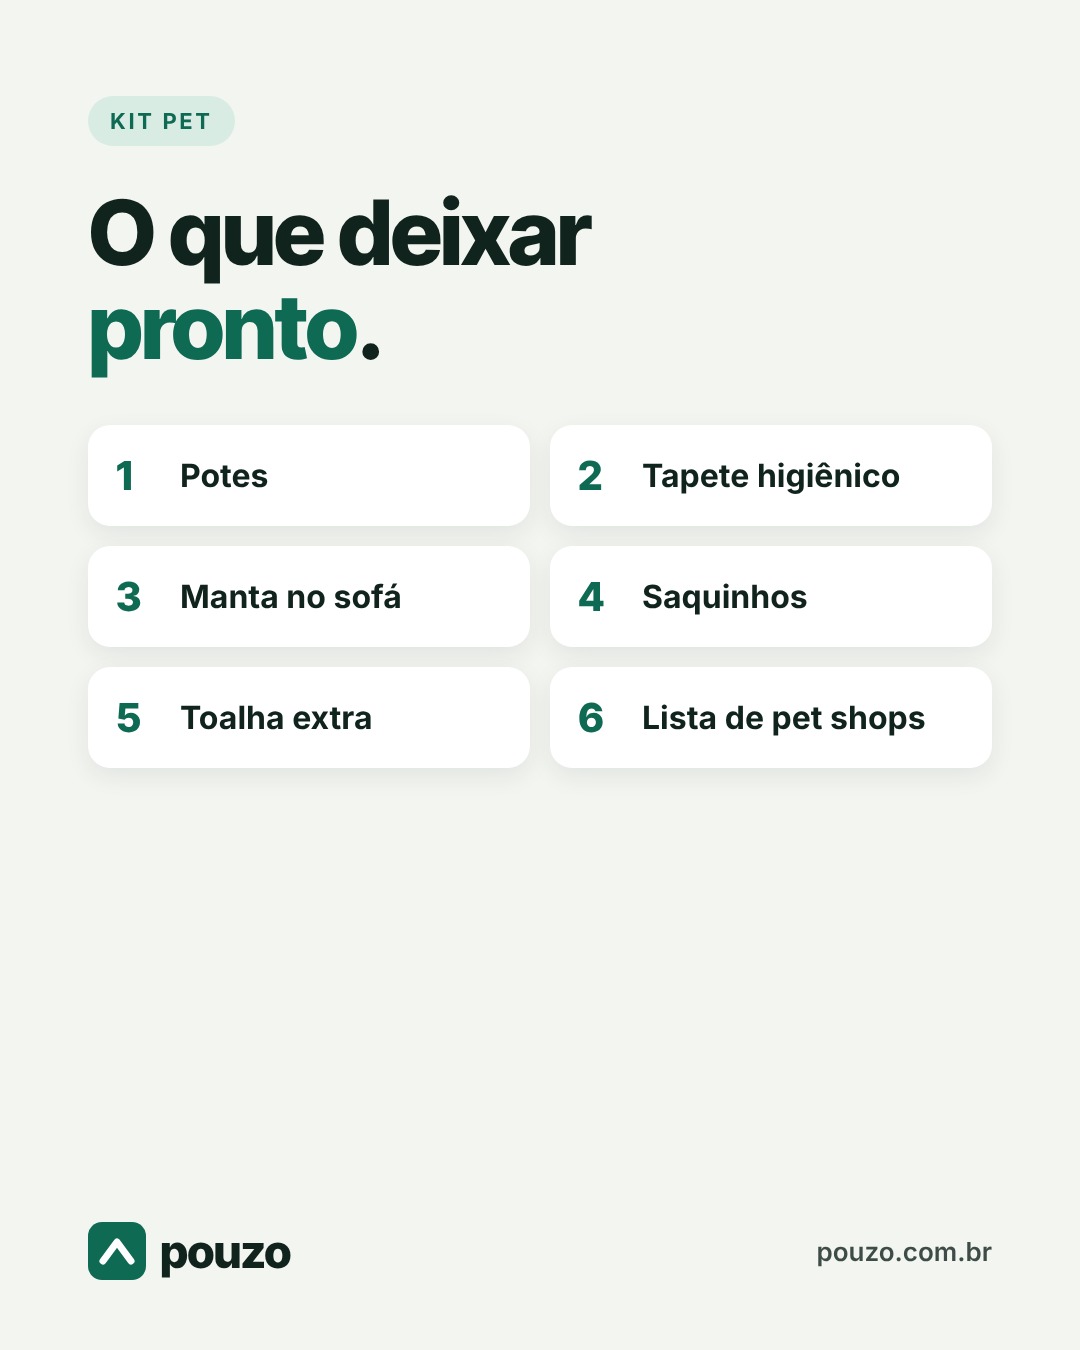 KIT PET
O que deixar
pronto.
1 Potes
2 Tapete higiênico
3 Manta no sofá
4 Saquinhos
5 Toalha extra
6 Lista de pet shops
pouzo
pouzo.com.br